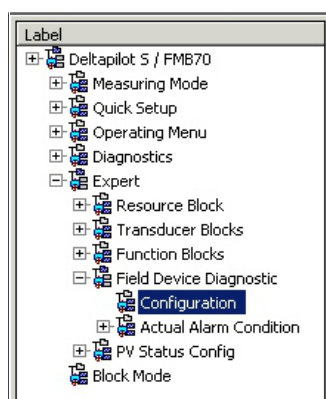 Label
Deltapilot S / FMB70
Measuring Mode
Quick Setup
Operating Menu
Diagnostics
Expert
Resource Block
Transducer Blocks
Function Blocks
Field Device Diagnostic
Configuration
Actual Alarm Condition
PV Status Config
Block Mode